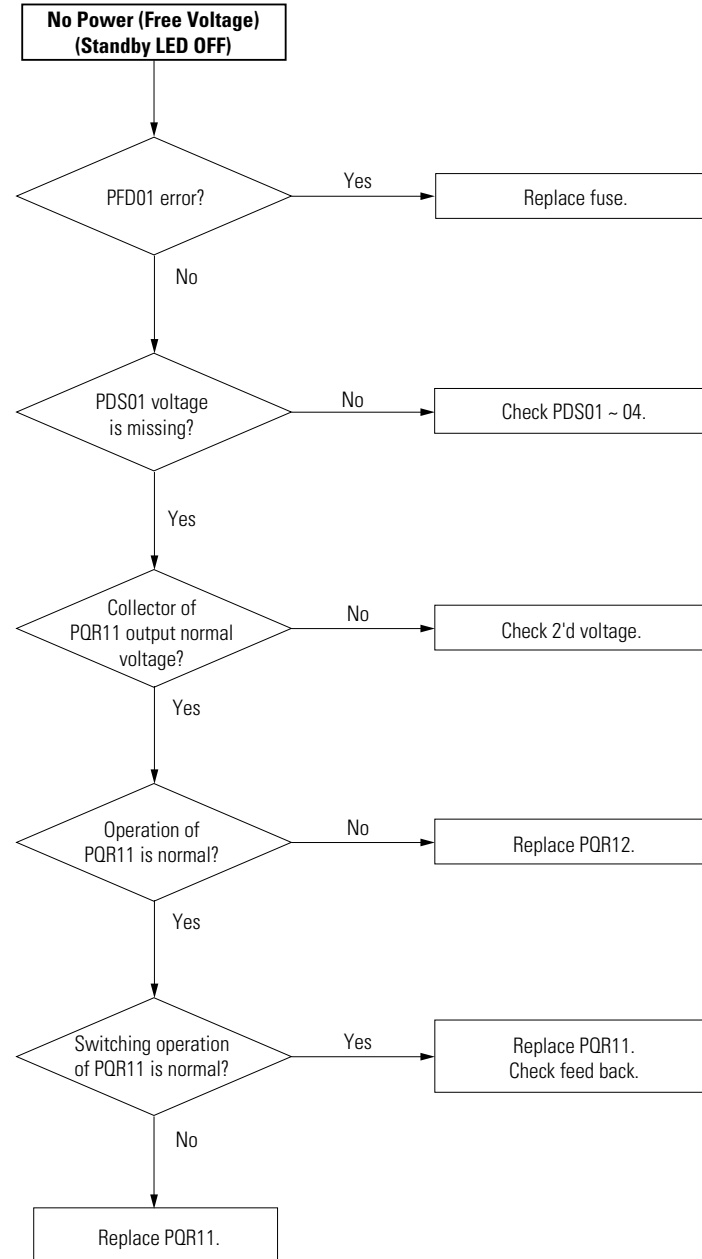 No Power (Free Voltage)
(Standby LED OFF)
PFD01 error?
Yes
Replace fuse.
No
PDS01 voltage
is missing?
No
Check PDS01 ~ 04.
Yes
Collector of
PQR11 output normal
voltage?
No
Check 2'd voltage.
Yes
Operation of
PQR11 is normal?
No
Replace PQR12.
Yes
Switching operation
of PQR11 is normal?
Yes
Replace PQR11.
Check feed back.
No
Replace PQR11.